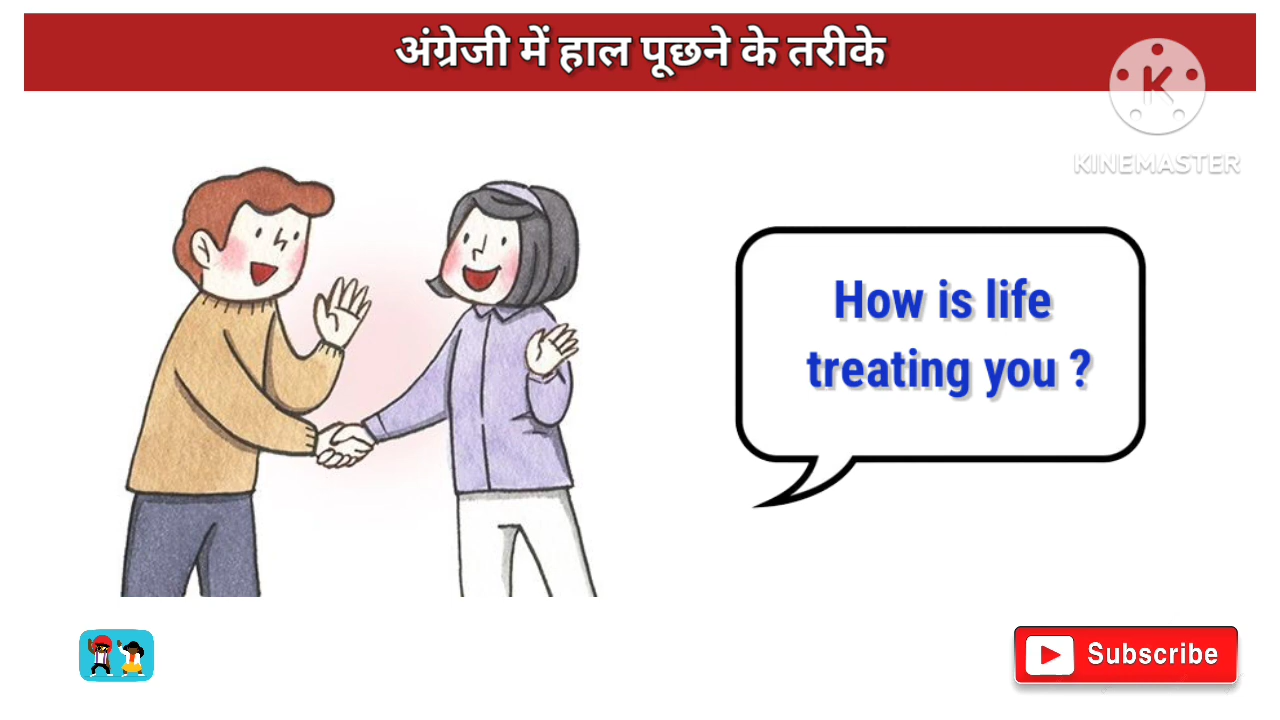 अंग्रेजी में हाल पूछने के तरीके
KINEMASTER
How is life
treating you ?
Subscribe